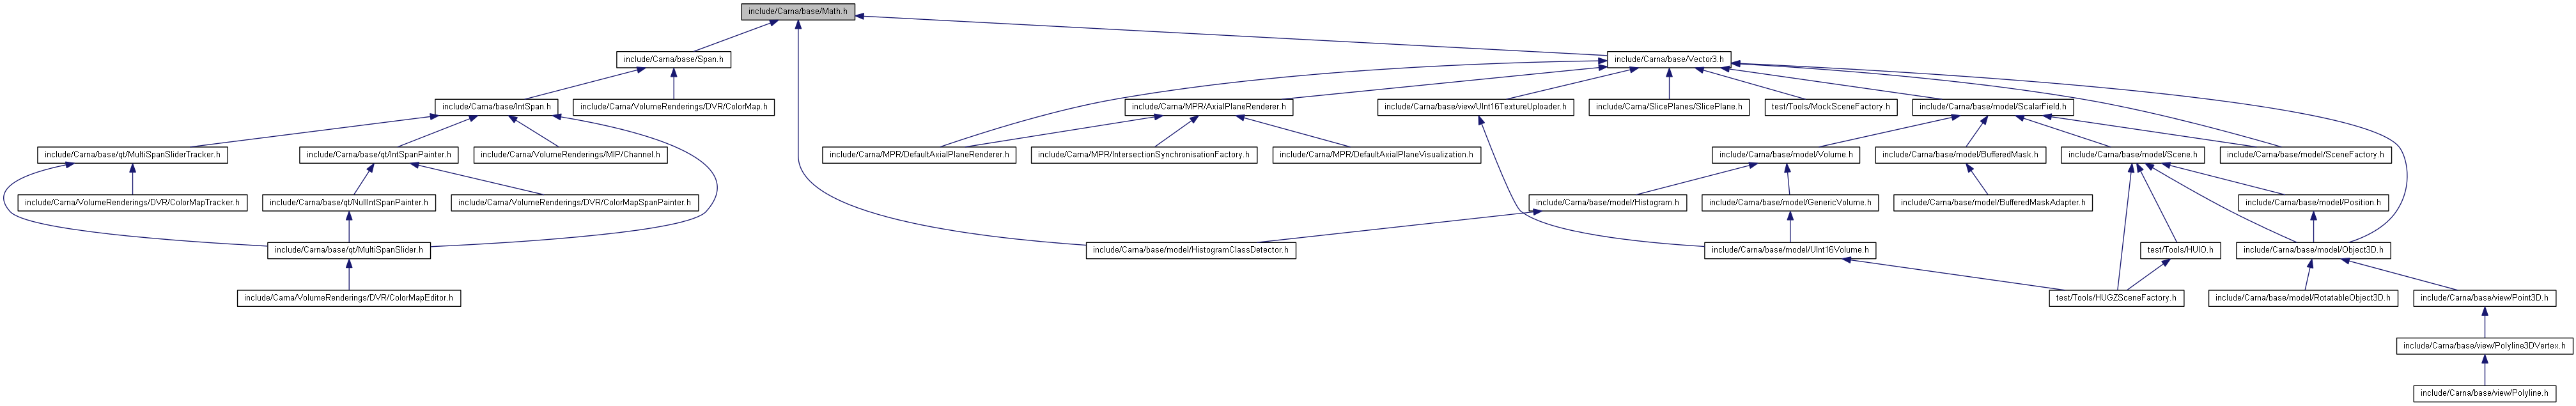 include/Carna/base/Math.h
include/Carna/base/Span.h
include/Carna/base/Vector3.h
include/Carna/base/IntSpan.h
include/Carna/VolumeRenderings/DVR/ColorMap.h
include/Carna/MPR/AxialPlaneRenderer.h
include/Carna/base/view/UInt16TextureUploader.h
include/Carna/SlicePlanes/SlicePlane.h
test/Tools/MockSceneFactory.h
include/Carna/base/model/ScalarField.h
include/Carna/base/qt/MultiSpanSliderTracker.h
include/Carna/base/qt/IntSpanPainter.h
include/Carna/VolumeRenderings/MIP/Channel.h
include/Carna/MPR/DefaultAxialPlaneRenderer.h
include/Carna/MPR/IntersectionSynchronisationFactory.h
include/Carna/MPR/DefaultAxialPlaneVisualization.h
include/Carna/base/model/Volume.h
include/Carna/base/model/BufferedMask.h
include/Carna/base/model/Scene.h
include/Carna/base/model/SceneFactory.h
include/Carna/VolumeRenderings/DVR/ColorMapTracker.h
include/Carna/base/qt/NullIntSpanPainter.h
include/Carna/VolumeRenderings/DVR/ColorMapSpanPainter.h
include/Carna/base/model/Histogram.h
include/Carna/base/model/GenericVolume.h
include/Carna/base/model/BufferedMaskAdapter.h
include/Carna/base/model/Position.h
include/Carna/base/qt/MultiSpanSlider.h
include/Carna/base/model/HistogramClassDetector.h
include/Carna/base/model/UInt16Volume.h
test/Tools/HUIO.h
include/Carna/base/model/Object3D.h
include/Carna/VolumeRenderings/DVR/ColorMapEditor.h
test/Tools/HUGZSceneFactory.h
include/Carna/base/model/RotatableObject3D.h
include/Carna/base/view/Point3D.h
include/Carna/base/view/Polyline3DVertex.h
include/Carna/base/view/Polyline.h